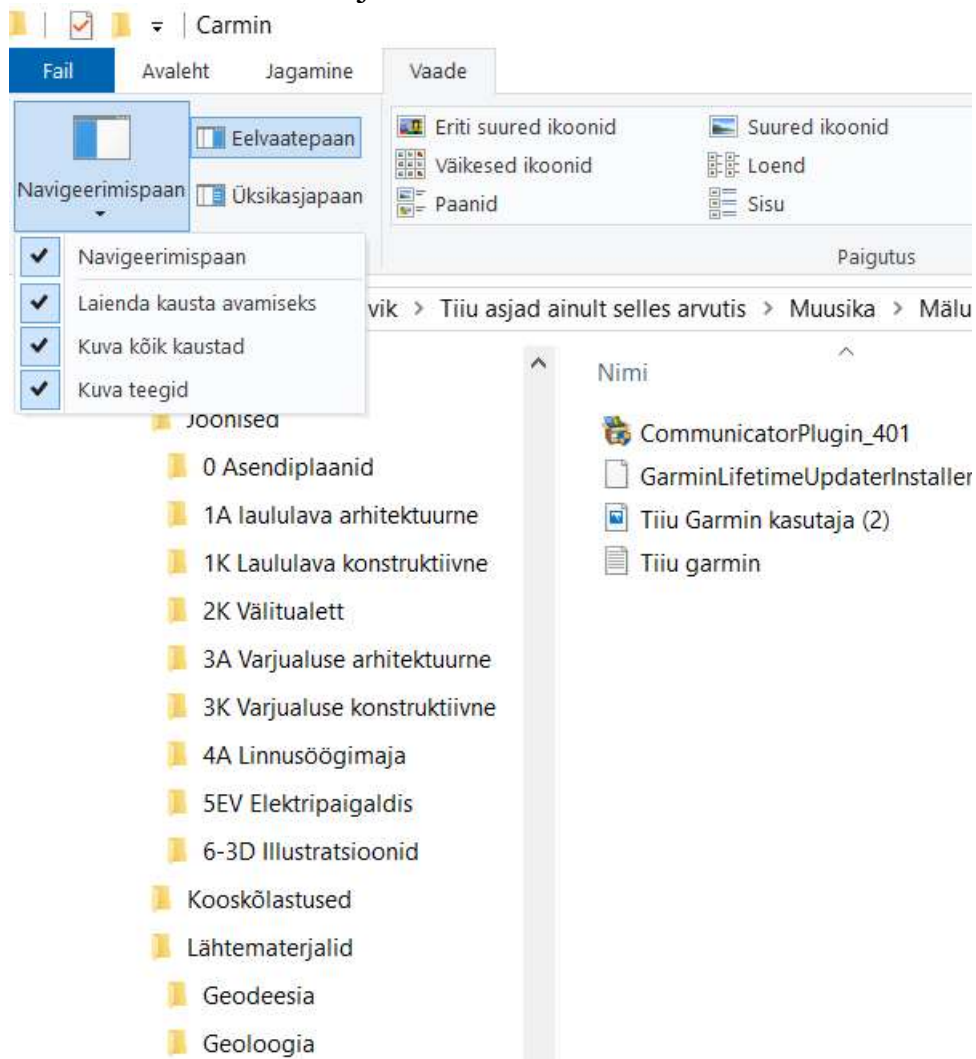 Carmin
Fail Avaleht Jagamine Vaade
Navigeerimispaan
Eelvaatepaan
Üksikasjapaan
Eriti suured ikoonid Suured ikoonid
Väikesed ikoonid Loend
Paanid Sisu
Paigutus
Navigeerimispaan
Laienda kausta avamiseks
Kuva kõik kaustad
Kuva teegid
vik > Tiiu asjad ainult selles arvutis > Muusika > Mälu
Joonised
0 Asendiplaanid
1A laululava arhitektuurne
1K Laululava konstruktiivne
2K Välitualett
3A Varjualuse arhitektuurne
3K Varjualuse konstruktiivne
4A Linnusöögimaja
5EV Elektripaigaldis
6-3D Illustratsioonid
Kooskõlastused
Lähtematerjalid
Geodeesia
Geoloogia
Nimi
CommunicatorPlugin_401
GarminLifetimeUpdaterInstaller
Tiiu Garmin kasutaja (2)
Tiiu garmin